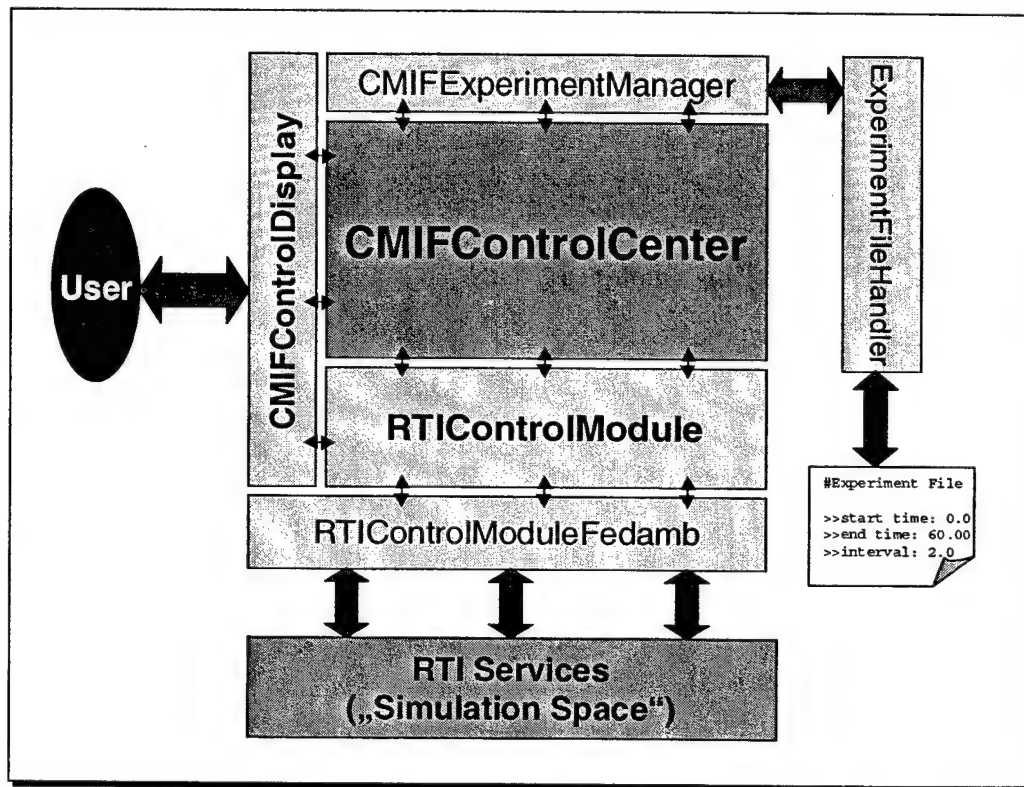 CMIFExperimentManager
ExperimentFileHandler
CMIFControlDisplay
CMIFControlCenter
User
RTIControlModule
#Experiment File
>>start time: 0.0
>>end time: 60.00
>>interval: 2.0
RTIControlModuleFedamb
RTI Services
(„Simulation Space“)